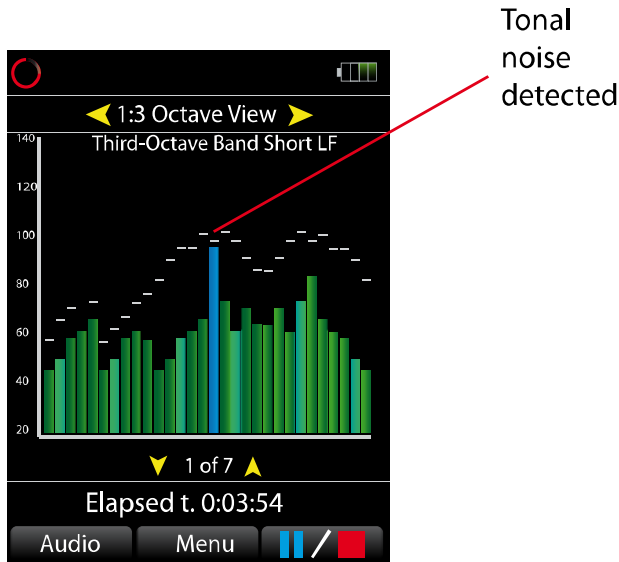 Tonal
noise
detected
1:3 Octave View
Third-Octave Band Short LF
140
120
100
80
60
40
20
1 of 7
Elapsed t. 0:03:54
Audio Menu /